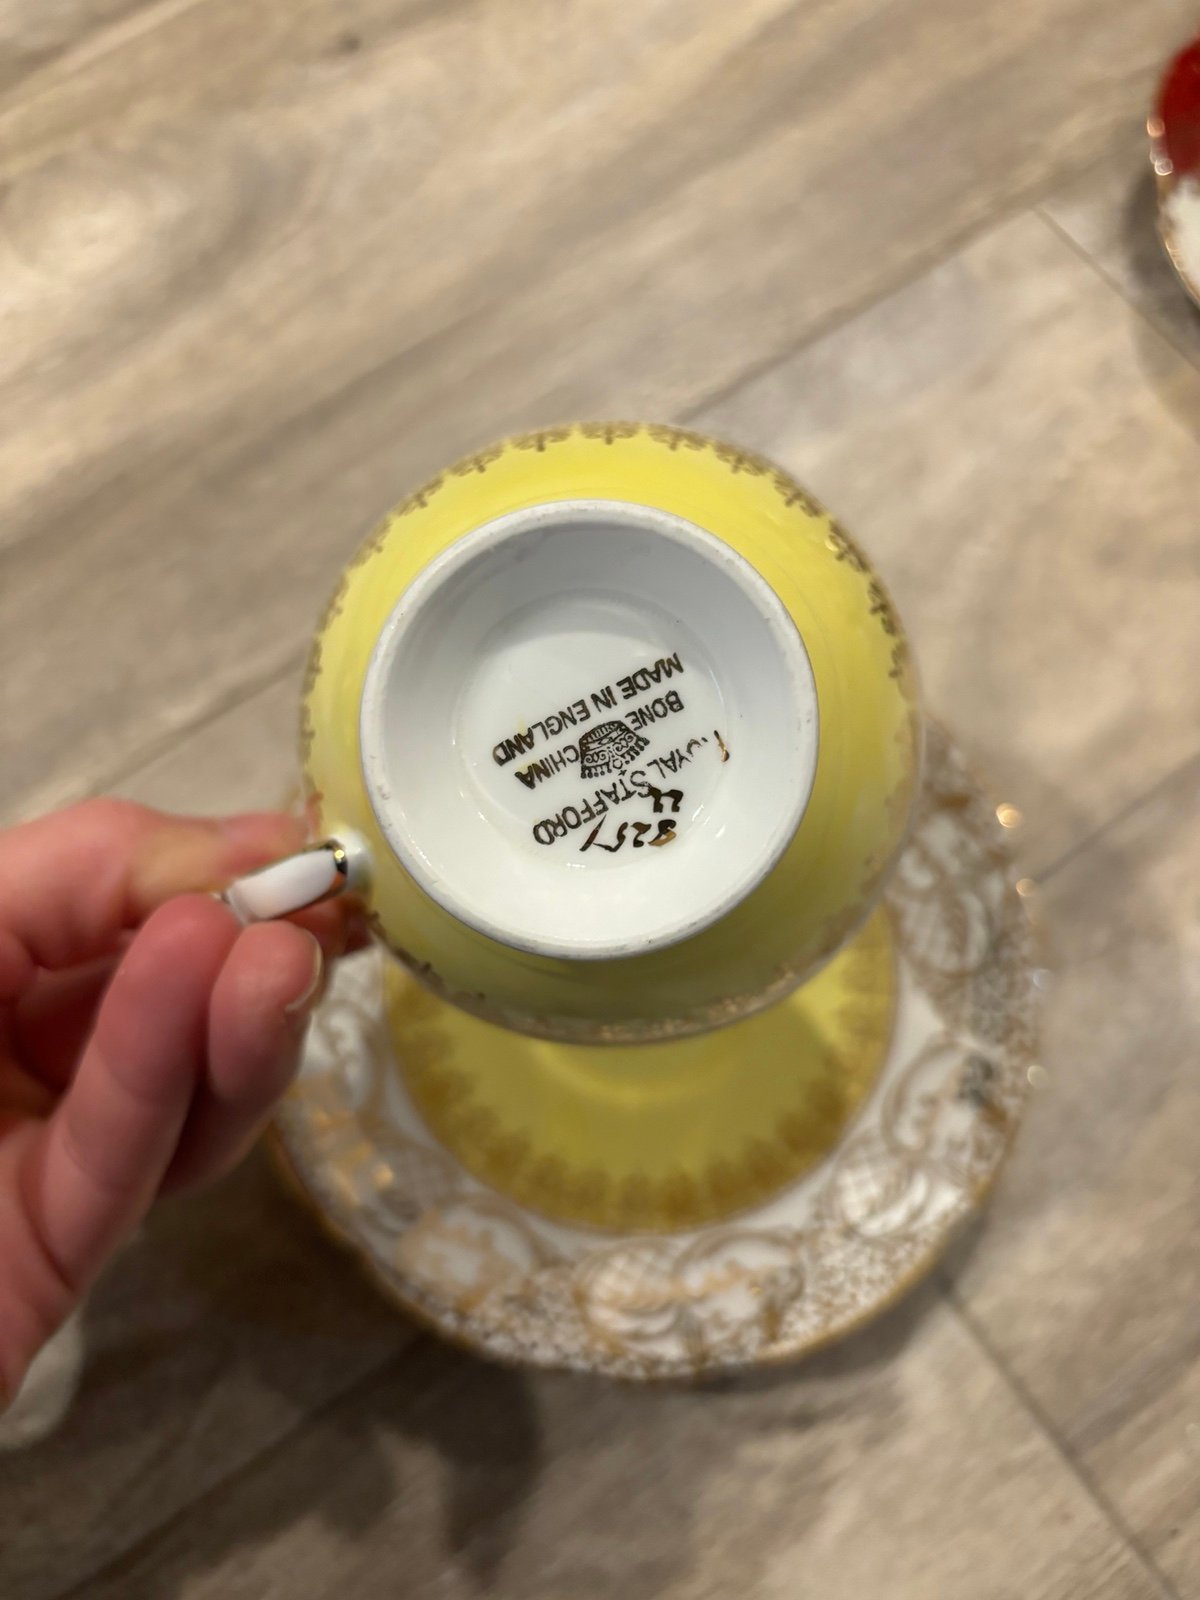 ROYAL STAFFORD
BONE CHINA
MADE IN ENGLAND